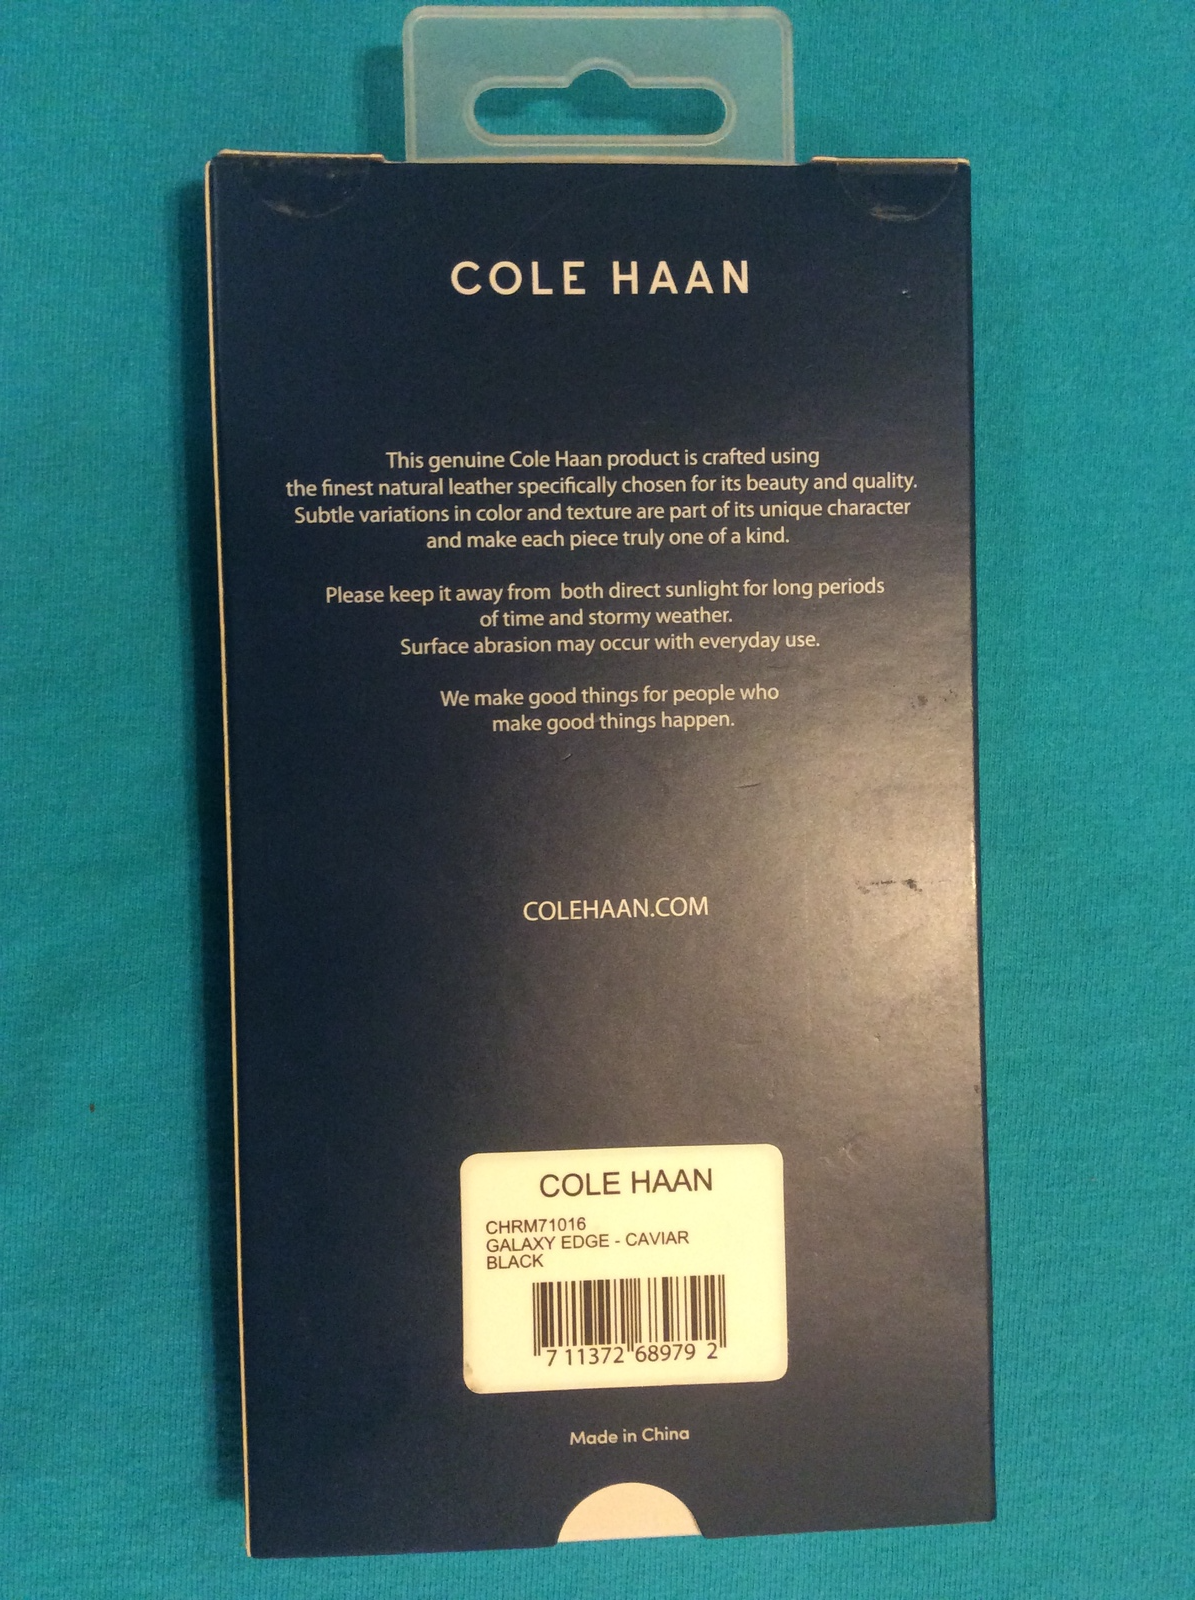 COLE HAAN
This genuine Cole Haan product is crafted using
the finest natural leather specifically chosen for its beauty and quality.
Subtle variations in color and texture are part of its unique character
and make each piece truly one of a kind.
Please keep it away from  both direct sunlight for long periods
of time and stormy weather.
Surface abrasion may occur with everyday use.
We make good things for people who
make good things happen.
COLEHAAN.COM
COLE HAAN
CHRM71016
GALAXY EDGE - CAVIAR
BLACK
7 11372 68979 2
Made in China